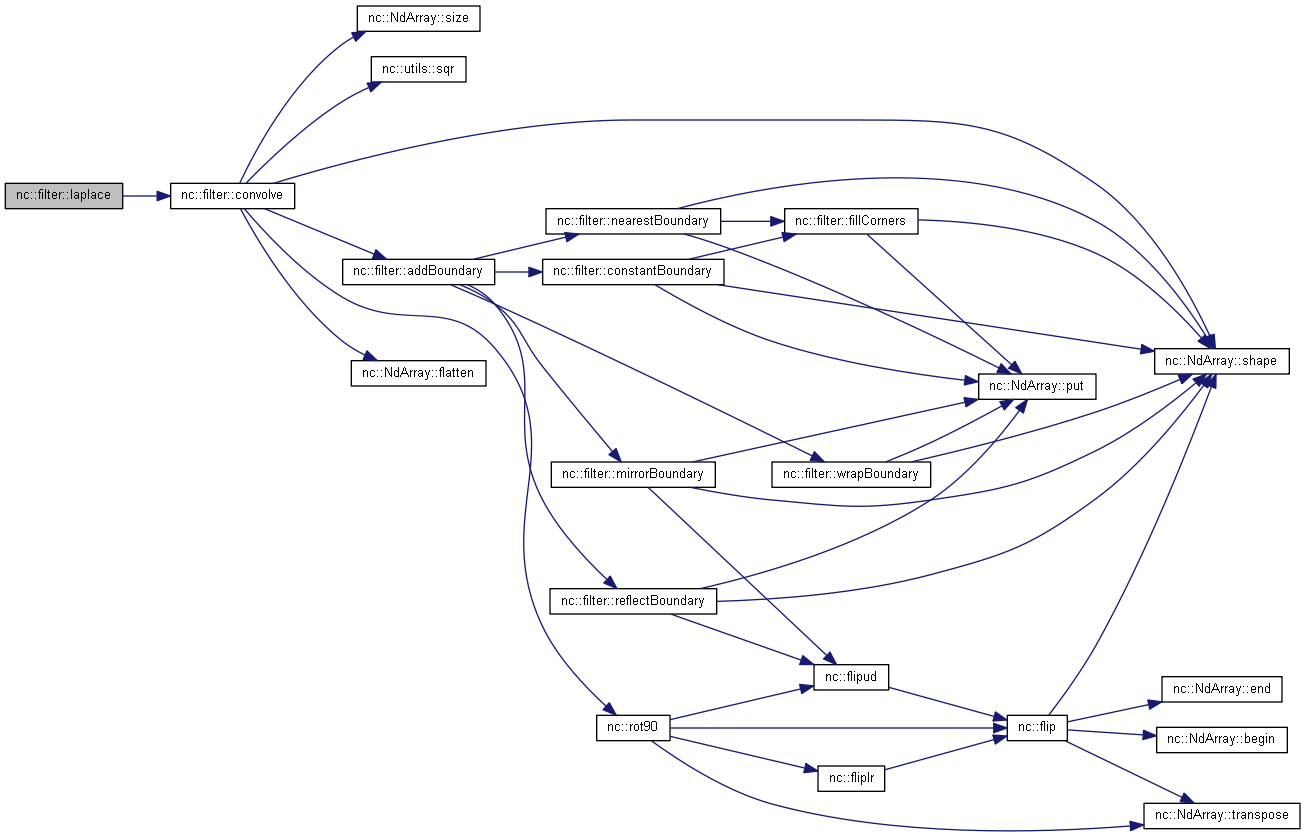 nc::NdArray::size
nc::utils::sqr
nc::filter::laplace
nc::filter::convolve
nc::filter::nearestBoundary
nc::filter::fillCorners
nc::filter::addBoundary
nc::filter::constantBoundary
nc::NdArray::shape
nc::NdArray::flatten
nc::NdArray::put
nc::filter::mirrorBoundary
nc::filter::wrapBoundary
nc::filter::reflectBoundary
nc::flipud
nc::NdArray::end
nc::rot90
nc::flip
nc::NdArray::begin
nc::fliplr
nc::NdArray::transpose